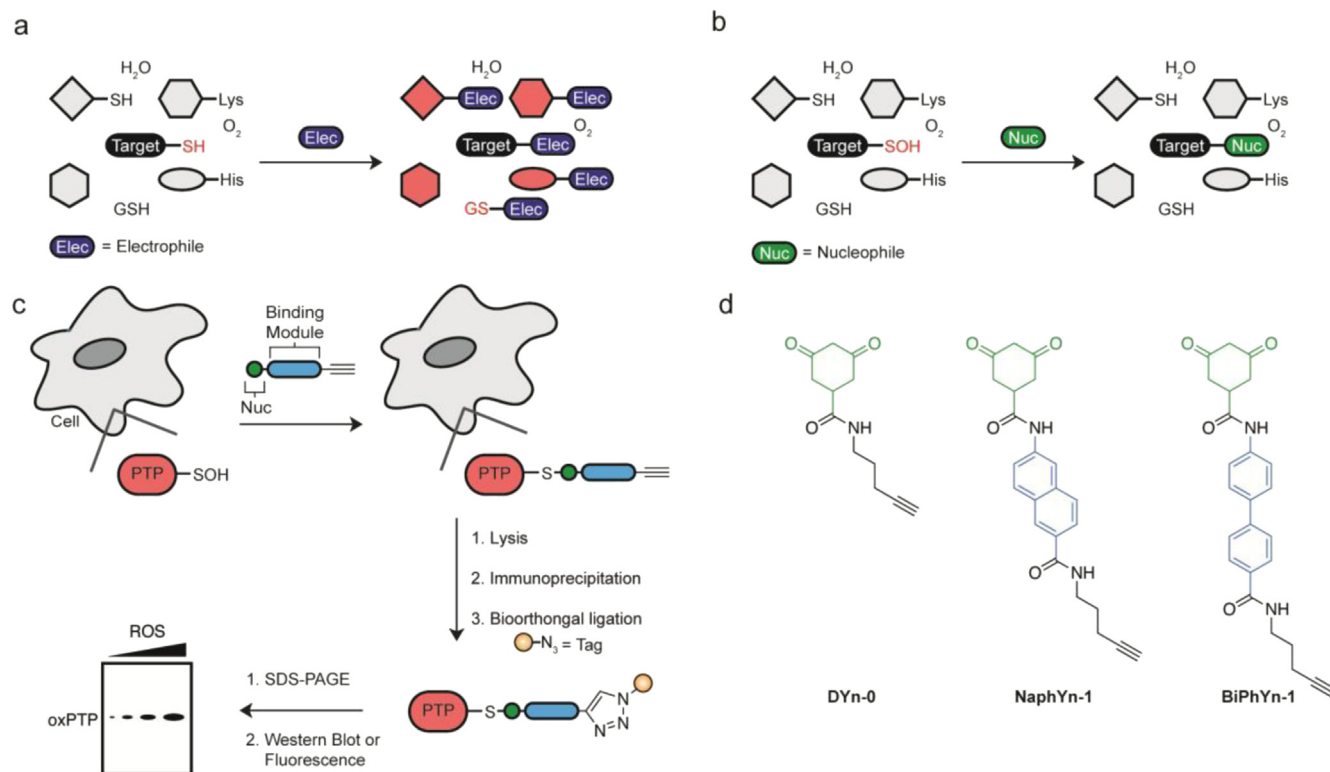 a
H2O
SH
Lys
O2
Target
SH
His
GSH
Elec
H2O
Elec
Elec
O2
Target
Elec
Elec
GS
Elec
Elec = Electrophile
b
H2O
SH
Lys
O2
Target
SOH
His
GSH
Nuc
H2O
SH
Lys
O2
Target
Nuc
His
GSH
Nuc = Nucleophile
c
Cell
PTP
SOH
Binding
Module
Nuc
PTP
S
1. Lysis
2. Immunoprecipitation
3. Bioorthongal ligation
N3 = Tag
PTP
S
N
N
N
1. SDS-PAGE
2. Western Blot or
Fluorescence
ROS
oxPTP
d
O
O
O
NH
DYn-0
O
O
O
NH
O
NH
NaphYn-1
O
O
O
NH
O
NH
BiPhYn-1